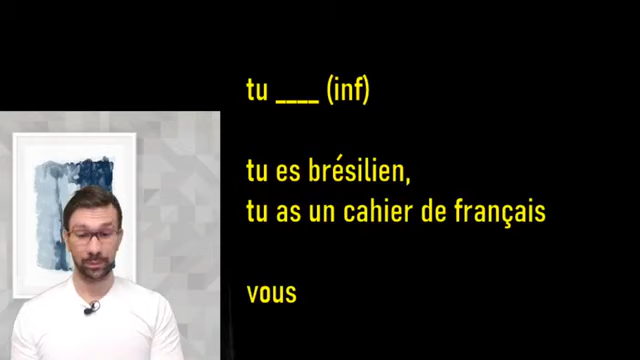 tu ____ (inf)
tu es brésilien,
tu as un cahier de français
vous